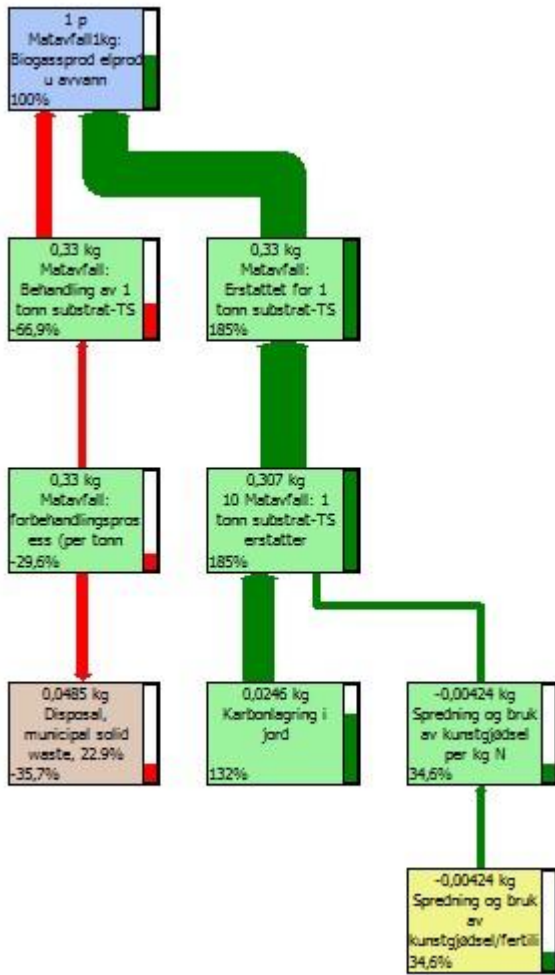 1 p
Matavfall1kg:
Biogassprod elprod
u avvann
100%
0,33 kg
Matavfall:
Behandling av 1
tonn substrat-TS
-66,9%
0,33 kg
Matavfall:
Erstattet for 1
tonn substrat-TS
185%
0,33 kg
Matavfall:
forbehandlingspros
ess (per tonn
-29,6%
0,307 kg
10 Matavfall: 1
tonn substrat-TS
erstatter
185%
0,0485 kg
Disposal,
municipal solid
waste, 22.9%
-35,7%
0,0246 kg
Karbonlagring i
jord
132%
-0,00424 kg
Spredning og bruk
av kunstgjødsel
per kg N
34,6%
-0,00424 kg
Spredning og bruk
av
kunstgjødsel/fertili
34,6%